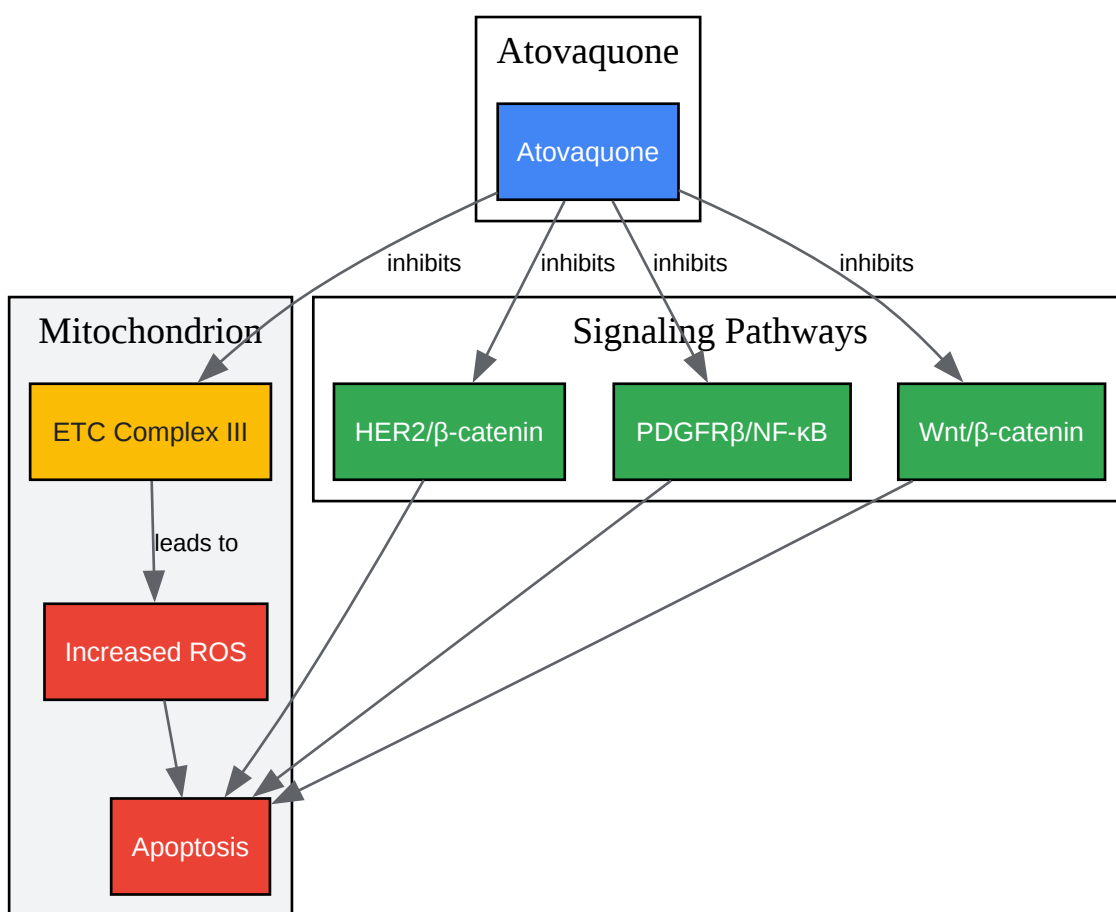 Atovaquone
Atovaquone
inhibits
inhibits
inhibits
inhibits
Mitochondrion
Signaling Pathways
ETC Complex III
HER2/β-catenin
PDGFRβ/NF-κB
Wnt/β-catenin
leads to
Increased ROS
Apoptosis